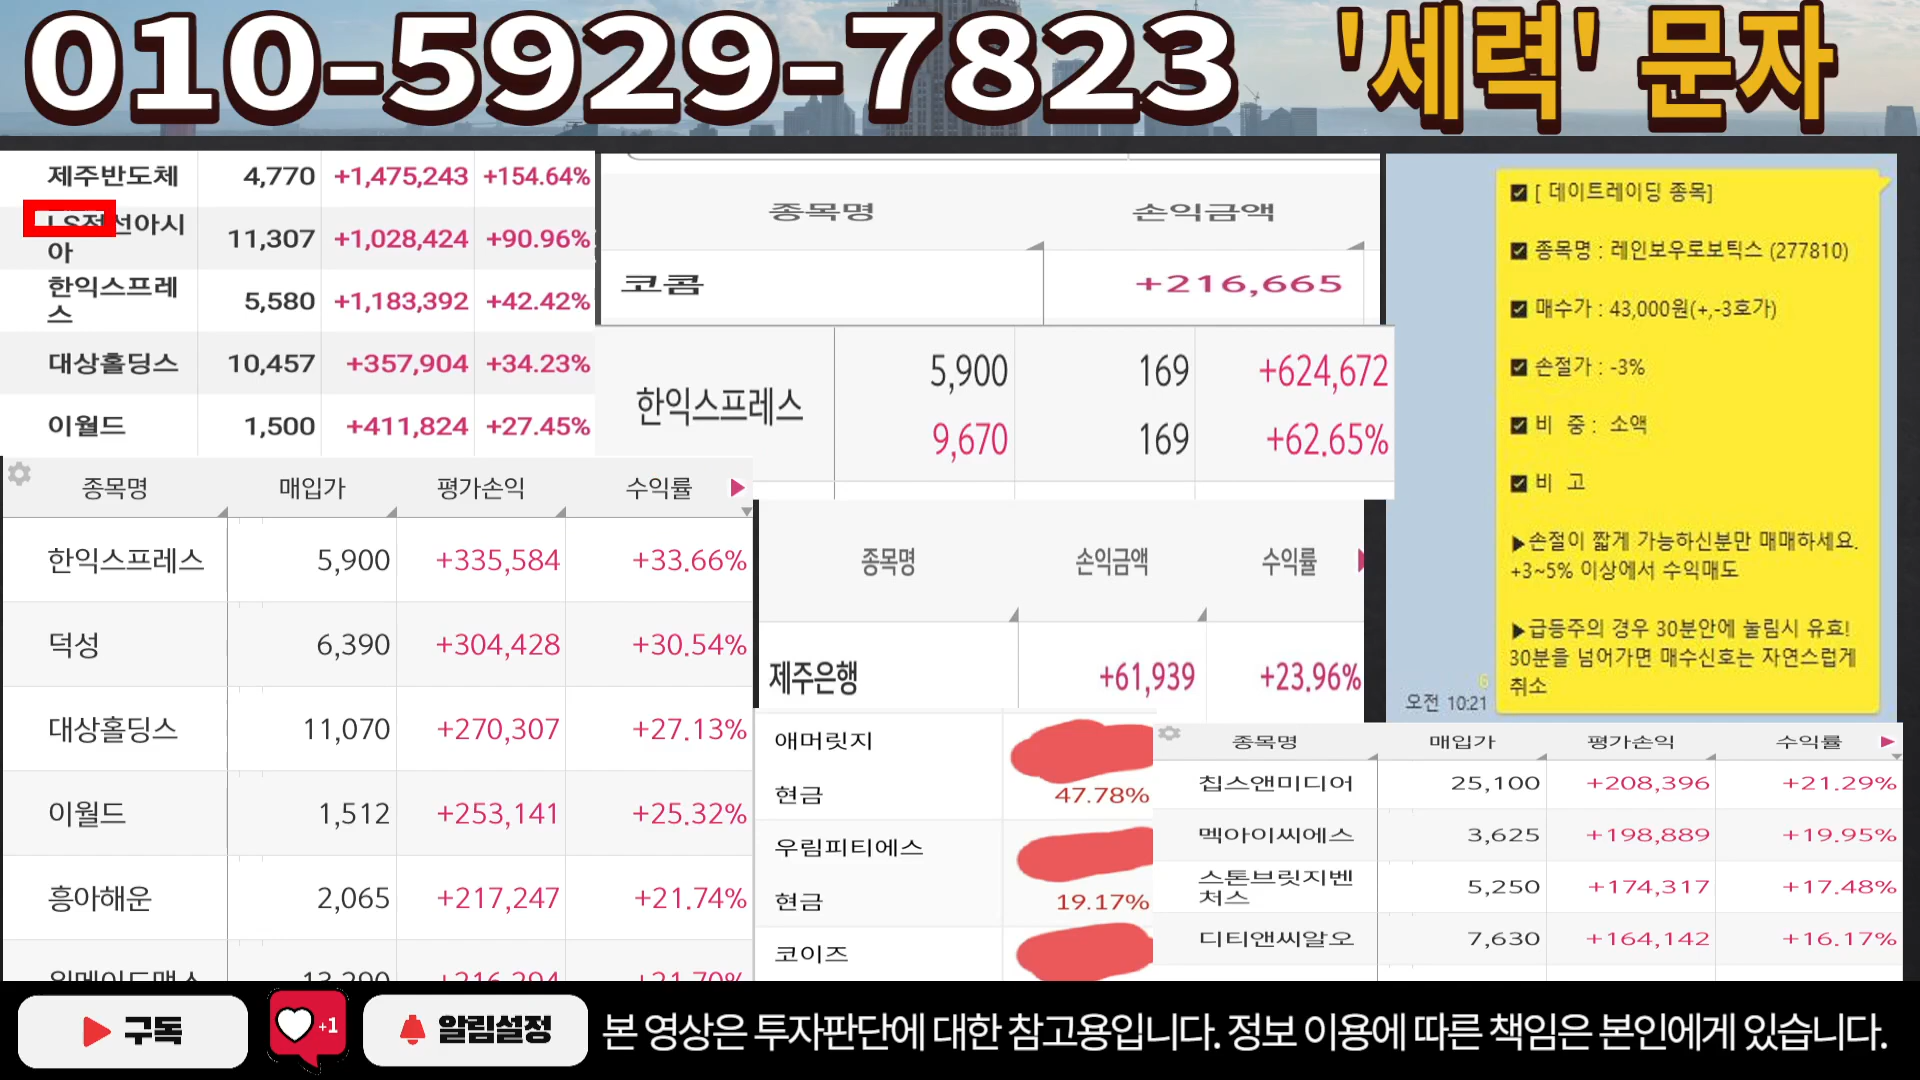 010-5929-7823 '세력' 문자
제주반도체 4,770 +1,475,243 +154.64%
LS전선아시
아 11,307 +1,028,424 +90.96%
한익스프레
스 5,580 +1,183,392 +42.42%
대상홀딩스 10,457 +357,904 +34.23%
이월드 1,500 +411,824 +27.45%
종목명 손익금액
코콤 +216,665
한익스프레스
5,900 169 +624,672
9,670 169 +62.65%
[ 데이트레이딩 종목]
종목명 : 레인보우로보틱스 (277810)
매수가 : 43,000원(+,-3호가)
손절가 : -3%
비 중 : 소액
비 고
▶손절이 짧게 가능하신분만 매매하세요.
+3~5% 이상에서 수익매도
▶급등주의 경우 30분안에 눌림시 유효!
30분을 넘어가면 매수신호는 자연스럽게
취소
6
오전 10:21
종목명 매입가 평가손익 수익률
한익스프레스 5,900 +335,584 +33.66%
덕성 6,390 +304,428 +30.54%
대상홀딩스 11,070 +270,307 +27.13%
이월드 1,512 +253,141 +25.32%
흥아해운 2,065 +217,247 +21.74%
위메이드맥스 13,290 +216,294 +21.70%
종목명 손익금액 수익률
제주은행 +61,939 +23.96%
애머릿지
현금 47.78%
우림피티에스
현금 19.17%
코이즈
종목명 매입가 평가손익 수익률
칩스앤미디어 25,100 +208,396 +21.29%
멕아이씨에스 3,625 +198,889 +19.95%
스톤브릿지벤
처스 5,250 +174,317 +17.48%
디티앤씨알오 7,630 +164,142 +16.17%
구독 +1 알림설정 본 영상은 투자판단에 대한 참고용입니다. 정보 이용에 따른 책임은 본인에게 있습니다.